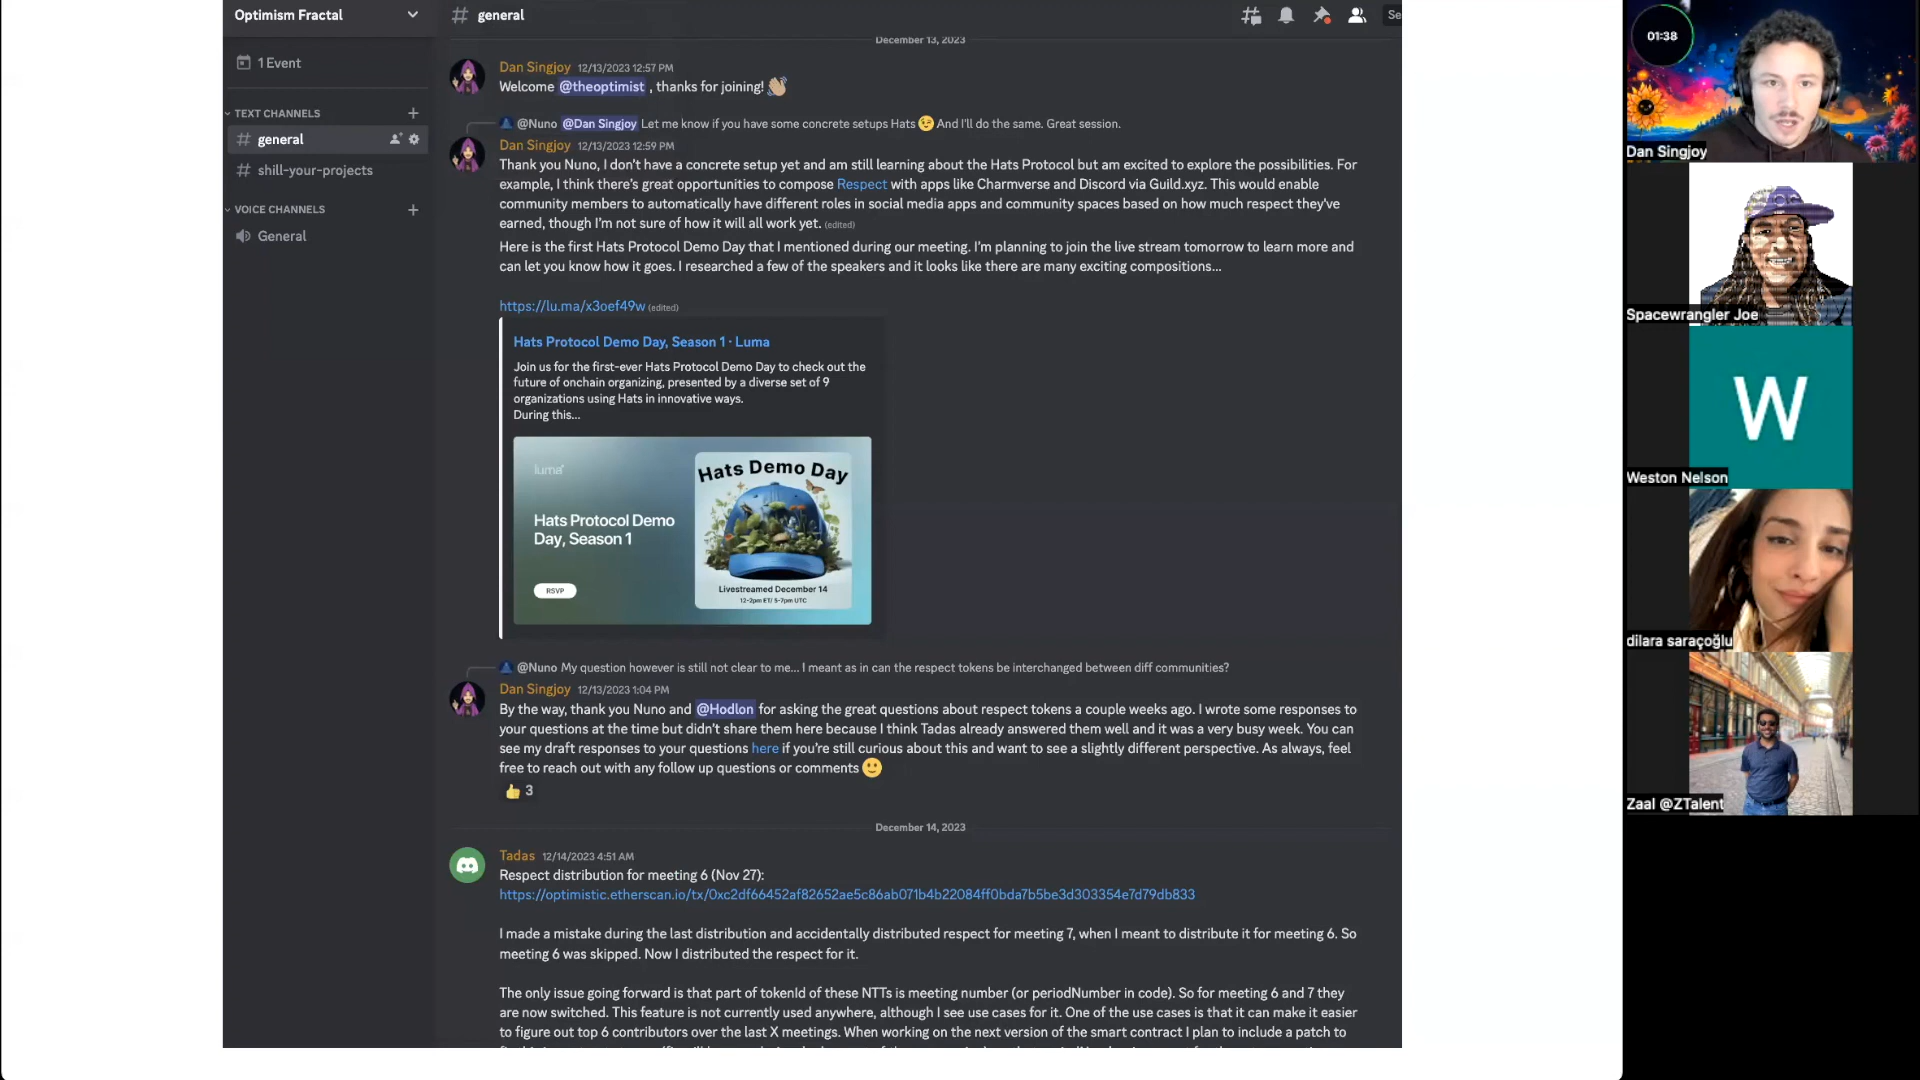 Optimism Fractal
1 Event
TEXT CHANNELS
general
shill-your-projects
VOICE CHANNELS
General
# general
Se
December 13, 2023
Dan Singjoy 12/13/2023 12:57 PM
Welcome @theoptimist , thanks for joining!
@Nuno @Dan Singjoy Let me know if you have some concrete setups Hats And I'll do the same. Great session.
Dan Singjoy 12/13/2023 12:59 PM
Thank you Nuno, I don't have a concrete setup yet and am still learning about the Hats Protocol but am excited to explore the possibilities. For
example, I think there's great opportunities to compose Respect with apps like Charmverse and Discord via Guild.xyz. This would enable
community members to automatically have different roles in social media apps and community spaces based on how much respect they've
earned, though I'm not sure of how it will all work yet. (edited)
Here is the first Hats Protocol Demo Day that I mentioned during our meeting. I'm planning to join the live stream tomorrow to learn more and
can let you know how it goes. I researched a few of the speakers and it looks like there are many exciting compositions...
https://lu.ma/x3oef49w (edited)
Hats Protocol Demo Day, Season 1 · Luma
Join us for the first-ever Hats Protocol Demo Day to check out the
future of onchain organizing, presented by a diverse set of 9
organizations using Hats in innovative ways.
During this...
luma
Hats Protocol Demo
Day, Season 1
RSVP
Hats Demo Day
Livestreamed December 14
12-2pm ET/ 5-7pm UTC
@Nuno My question however is still not clear to me... I meant as in can the respect tokens be interchanged between diff communities?
Dan Singjoy 12/13/2023 1:04 PM
By the way, thank you Nuno and @Hodlon for asking the great questions about respect tokens a couple weeks ago. I wrote some responses to
your questions at the time but didn't share them here because I think Tadas already answered them well and it was a very busy week. You can
see my draft responses to your questions here if you're still curious about this and want to see a slightly different perspective. As always, feel
free to reach out with any follow up questions or comments
3
December 14, 2023
Tadas 12/14/2023 4:51 AM
Respect distribution for meeting 6 (Nov 27):
https://optimistic.etherscan.io/tx/0xc2df66452af82652ae5c86ab071b4b22084ff0bda7b5be3d303354e7d79db833
I made a mistake during the last distribution and accidentally distributed respect for meeting 7, when I meant to distribute it for meeting 6. So
meeting 6 was skipped. Now I distributed the respect for it.
The only issue going forward is that part of tokenId of these NTTs is meeting number (or periodNumber in code). So for meeting 6 and 7 they
are now switched. This feature is not currently used anywhere, although I see use cases for it. One of the use cases is that it can make it easier
to figure out top 6 contributors over the last X meetings. When working on the next version of the smart contract I plan to include a patch to
01:38
Dan Singjoy
Spacewrangler Joe
W
Weston Nelson
dilara saraçoğlu
Zaal @ZTalent